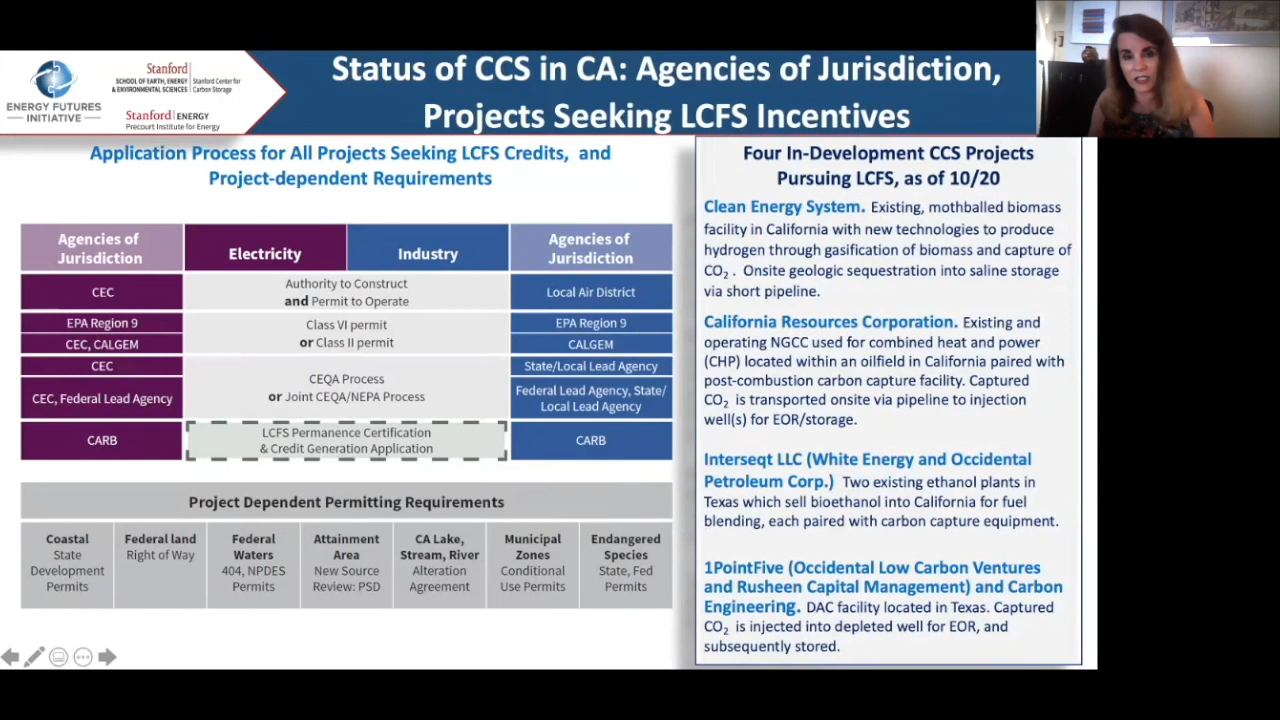 ENERGY FUTURES
INITIATIVE
Stanford
SCHOOL OF EARTH, ENERGY
& ENVIRONMENTAL SCIENCES
Stanford Center for
Carbon Storage
Stanford | ENERGY
Precourt Institute for Energy
Status of CCS in CA: Agencies of Jurisdiction,
Projects Seeking LCFS Incentives
Application Process for All Projects Seeking LCFS Credits, and
Project-dependent Requirements
Agencies of
Jurisdiction
Electricity
Industry
Agencies of
Jurisdiction
CEC
Authority to Construct
and Permit to Operate
Local Air District
EPA Region 9
CEC, CALGEM
Class VI permit
or Class II permit
EPA Region 9
CALGEM
CEC
CEC, Federal Lead Agency
CEQA Process
or Joint CEQA/NEPA Process
State/Local Lead Agency
Federal Lead Agency, State/
Local Lead Agency
CARB
LCFS Permanence Certification
& Credit Generation Application
CARB
Project Dependent Permitting Requirements
Coastal
State
Development
Permits
Federal land
Right of Way
Federal
Waters
404, NPDES
Permits
Attainment
Area
New Source
Review: PSD
CA Lake,
Stream, River
Alteration
Agreement
Municipal
Zones
Conditional
Use Permits
Endangered
Species
State, Fed
Permits
Four In-Development CCS Projects
Pursuing LCFS, as of 10/20
Clean Energy System. Existing, mothballed biomass
facility in California with new technologies to produce
hydrogen through gasification of biomass and capture of
CO2 . Onsite geologic sequestration into saline storage
via short pipeline.
California Resources Corporation. Existing and
operating NGCC used for combined heat and power
(CHP) located within an oilfield in California paired with
post-combustion carbon capture facility. Captured
CO2 is transported onsite via pipeline to injection
well(s) for EOR/storage.
Interseqt LLC (White Energy and Occidental
Petroleum Corp.) Two existing ethanol plants in
Texas which sell bioethanol into California for fuel
blending, each paired with carbon capture equipment.
1PointFive (Occidental Low Carbon Ventures
and Rusheen Capital Management) and Carbon
Engineering. DAC facility located in Texas. Captured
CO2 is injected into depleted well for EOR, and
subsequently stored.